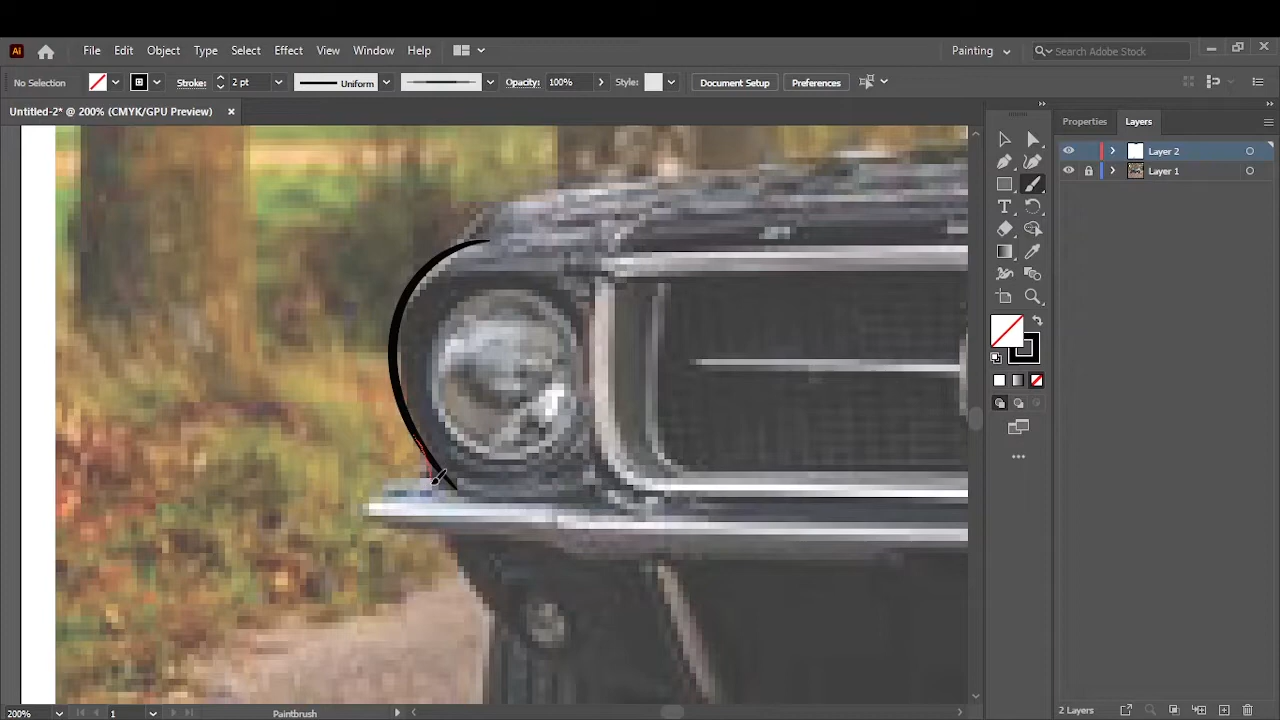 Ai File Edit Object Type Select Effect View Window Help Painting Search Adobe Stock
No Selection Stroke: 2 pt Uniform Opacity: 100% Style: Document Setup Preferences
Untitled-2* @ 200% (CMYK/GPU Preview) Properties Layers
Layer 2
Layer 1
200% 1 Paintbrush 2 Layers